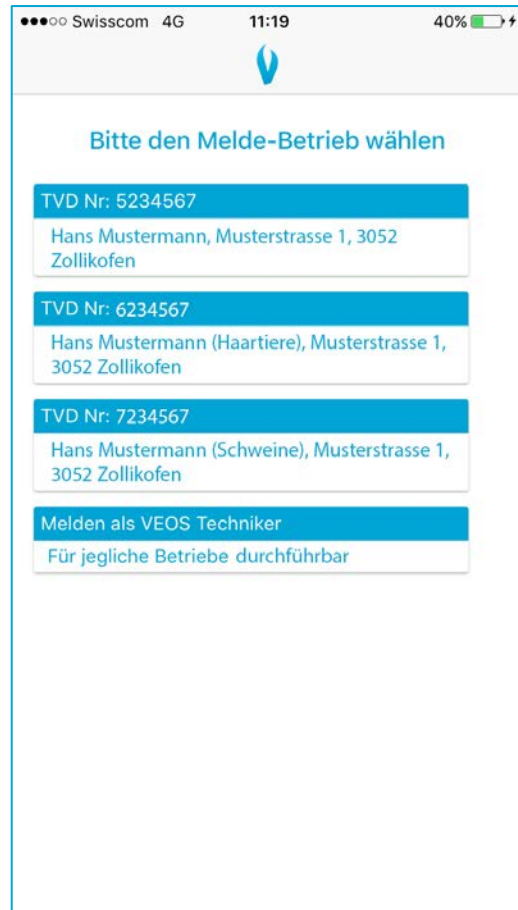 Swisscom 4G 11:19 40%
Bitte den Melde-Betrieb wählen
TVD Nr: 5234567
Hans Mustermann, Musterstrasse 1, 3052
Zollikofen
TVD Nr: 6234567
Hans Mustermann (Haartiere), Musterstrasse 1,
3052 Zollikofen
TVD Nr: 7234567
Hans Mustermann (Schweine), Musterstrasse 1,
3052 Zollikofen
Melden als VEOS Techniker
Für jegliche Betriebe durchführbar